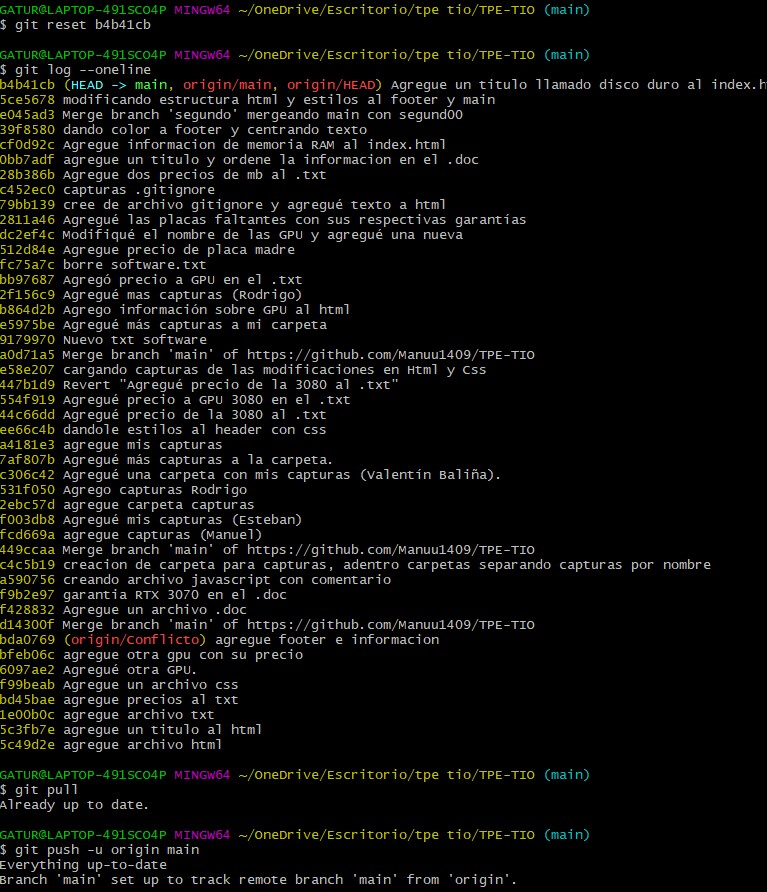 GATUR@LAPTOP-491SCO4P MINGW64 ~/OneDrive/Escritorio/tpe tio/TPE-TIO (main)
$ git reset b4b41cb
GATUR@LAPTOP-491SCO4P MINGW64 ~/OneDrive/Escritorio/tpe tio/TPE-TIO (main)
$ git log --oneline
b4b41cb (HEAD -> main, origin/main, origin/HEAD) Agregue un titulo llamado disco duro al index.h
5ce5678 modificando estructura html y estilos al footer y main
e045ad3 Merge branch 'segundo' mergeando main con segund00
39f8580 dando color a footer y centrando texto
cf0d92c Agregue informacion de memoria RAM al index.html
0bb7adf agregue un titulo y ordene la informacion en el .doc
28b386b Agregue dos precios de mb al .txt
c452ec0 capturas .gitignore
79bb139 cree de archivo gitignore y agregué texto a html
2811a46 Agregué las placas faltantes con sus respectivas garantías
dc2ef4c Modifiqué el nombre de las GPU y agregué una nueva
512d84e Agregue precio de placa madre
fc75a7c borre software.txt
bb97687 Agregó precio a GPU en el .txt
2f156c9 Agregué mas capturas (Rodrigo)
b864d2b Agrego información sobre GPU al html
e5975be Agregué más capturas a mi carpeta
9179970 Nuevo txt software
a0d71a5 Merge branch 'main' of https://github.com/Manuu1409/TPE-TIO
e58e207 cargando capturas de las modificaciones en Html y Css
447b1d9 Revert "Agregué precio de la 3080 al .txt"
554f919 Agregué precio a GPU 3080 en el .txt
44c66dd Agregué precio de la 3080 al .txt
ee66c4b dandole estilos al header con css
a4181e3 agregue mis capturas
7af807b Agregué más capturas a la carpeta.
c306c42 Agregué una carpeta con mis capturas (Valentín Baliña).
531f050 Agrego capturas Rodrigo
2ebc57d agregue carpeta capturas
f003db8 Agregué mis capturas (Esteban)
fcd669a agregue capturas (Manuel)
449ccaa Merge branch 'main' of https://github.com/Manuu1409/TPE-TIO
c4c5b19 creacion de carpeta para capturas, adentro carpetas separando capturas por nombre
a590756 creando archivo javascript con comentario
f9b2e97 garantia RTX 3070 en el .doc
f428832 Agregue un archivo .doc
d14300f Merge branch 'main' of https://github.com/Manuu1409/TPE-TIO
bda0769 (origin/Conflicto) agregue footer e informacion
bfeb06c agregue otra gpu con su precio
6097ae2 Agregué otra GPU.
f99beab Agregue un archivo css
bd45bae agregue precios al txt
1e00b0c agregue archivo txt
5c3fb7e agregue un titulo al html
5c49d2e agregue archivo html
GATUR@LAPTOP-491SCO4P MINGW64 ~/OneDrive/Escritorio/tpe tio/TPE-TIO (main)
$ git pull
Already up to date.
GATUR@LAPTOP-491SCO4P MINGW64 ~/OneDrive/Escritorio/tpe tio/TPE-TIO (main)
$ git push -u origin main
Everything up-to-date
Branch 'main' set up to track remote branch 'main' from 'origin'.